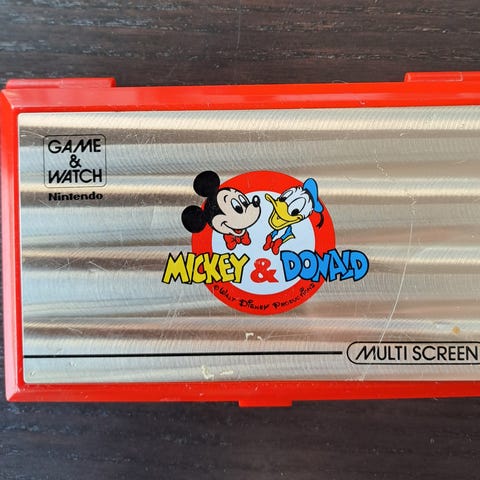 GAME
&
WATCH
Nintendo
MICKEY & DONALD
© WALT DISNEY PRODUCTIONS
MULTI SCREEN